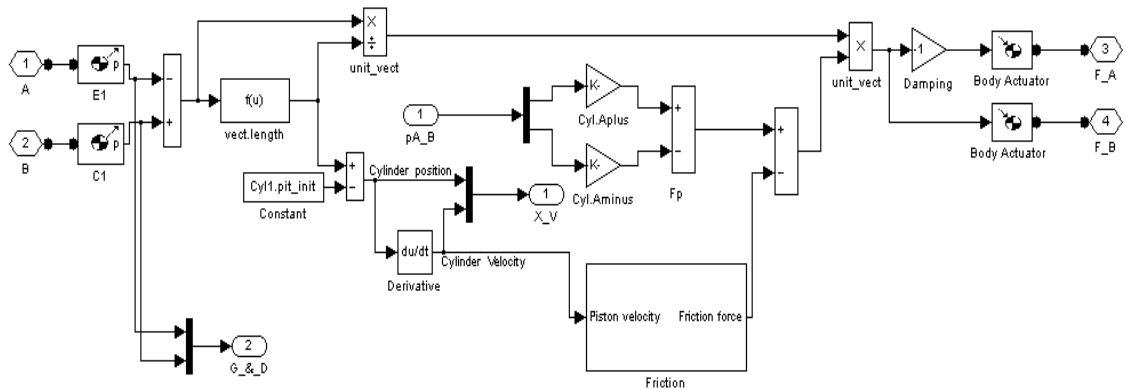 1
A
p
E1
2
B
p
C1
−
+
f(u)
vect.length
×
÷
unit_vect
1
pA_B
K-
Cyl.Aplus
K-
Cyl.Aminus
+
−
Fp
+
−
×
unit_vect
-1
Damping
Body Actuator
3
F_A
Body Actuator
4
F_B
Cyl1.pit_init
Constant
+
−
Cylinder position
1
X_V
du/dt
Derivative
Cylinder Velocity
Piston velocity
Friction force
Friction
2
G_&_D